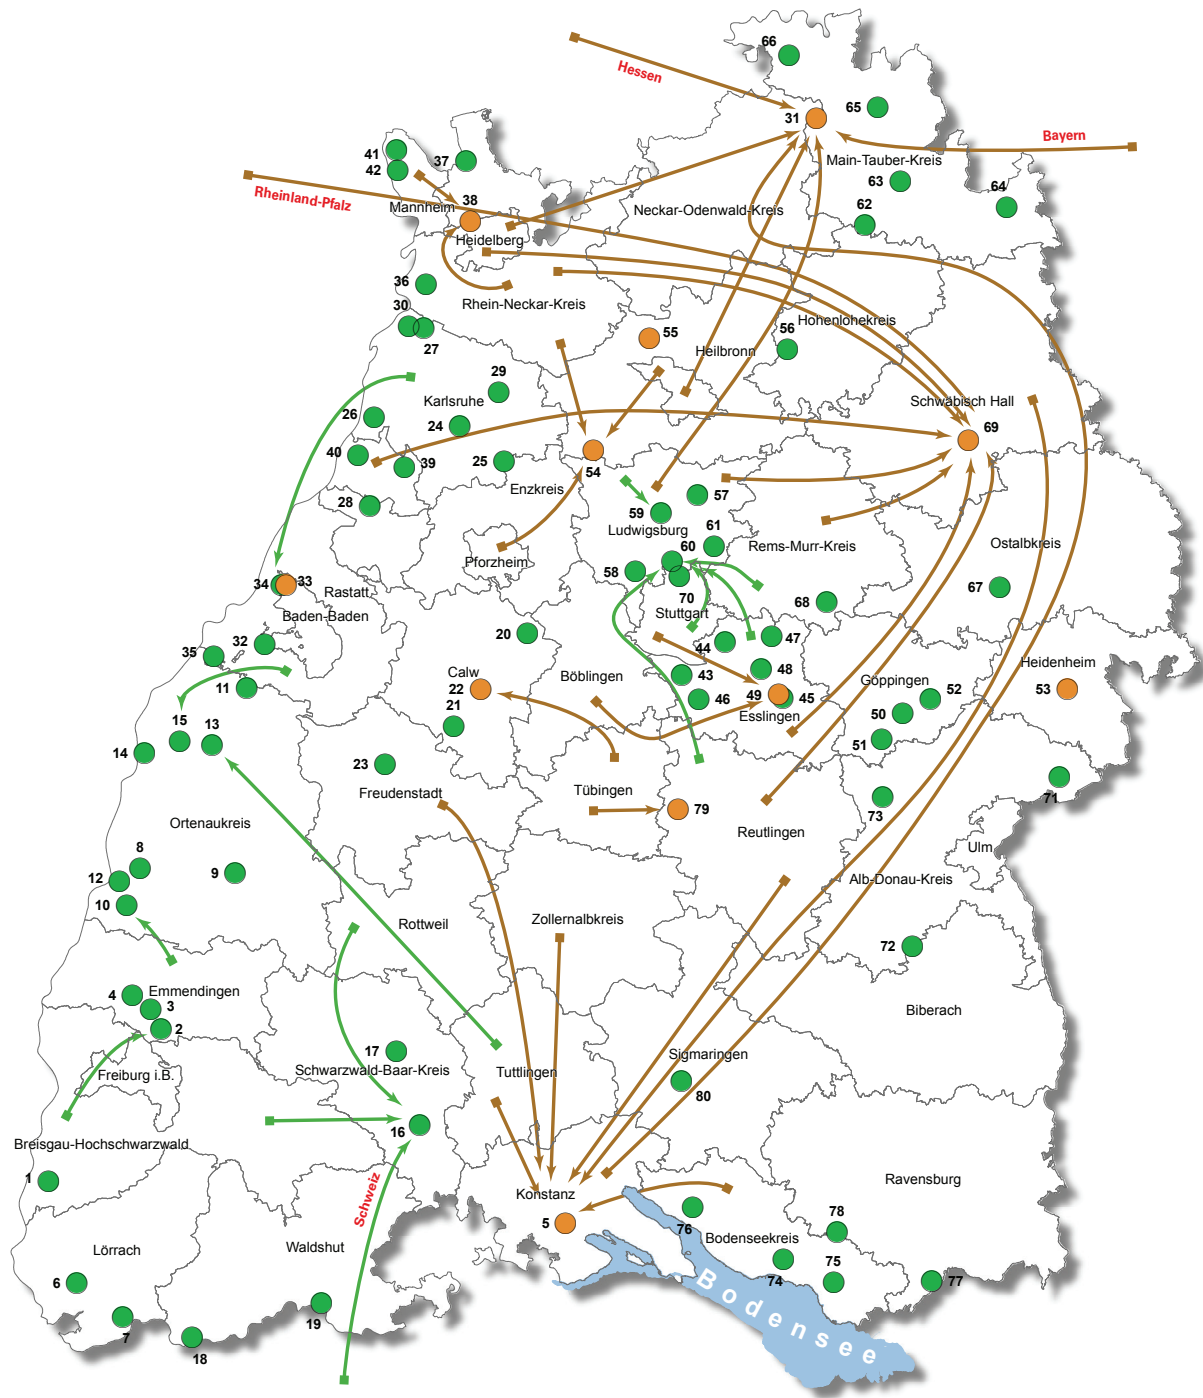 66
Hessen
65
31
Bayern
41
37
Main-Tauber-Kreis
42
63
64
Rheinland-Pfalz
Mannheim
38
Neckar-Odenwald-Kreis
62
Heidelberg
36
Rhein-Neckar-Kreis
30
Hohenlohekreis
56
55
27
Heilbronn
29
Karlsruhe
Schwäbisch Hall
26
24
69
40
25
39
54
Enzkreis
57
28
59
Ludwigsburg
61
60
Rems-Murr-Kreis
Ostalbkreis
Pforzheim
58
34
33
Rastatt
67
70
68
Baden-Baden
Stuttgart
20
32
47
44
35
Calw
Böblingen
48
Heidenheim
43
Göppingen
11
22
49
45
52
53
46
50
21
Esslingen
15
13
14
51
23
Freudenstadt
Tübingen
71
79
73
Ortenaukreis
Reutlingen
Ulm
8
9
12
Alb-Donau-Kreis
10
Rottweil
Zollernalbkreis
72
4
Emmendingen
3
Biberach
2
17
Sigmaringen
Freiburg i.B.
Schwarzwald-Baar-Kreis
Tuttlingen
80
16
Breisgau-Hochschwarzwald
1
Schweiz
Ravensburg
Konstanz
5
76
78
Bodenseekreis
Lörrach
Waldshut
74
75
77
6
Bodensee
19
7
18